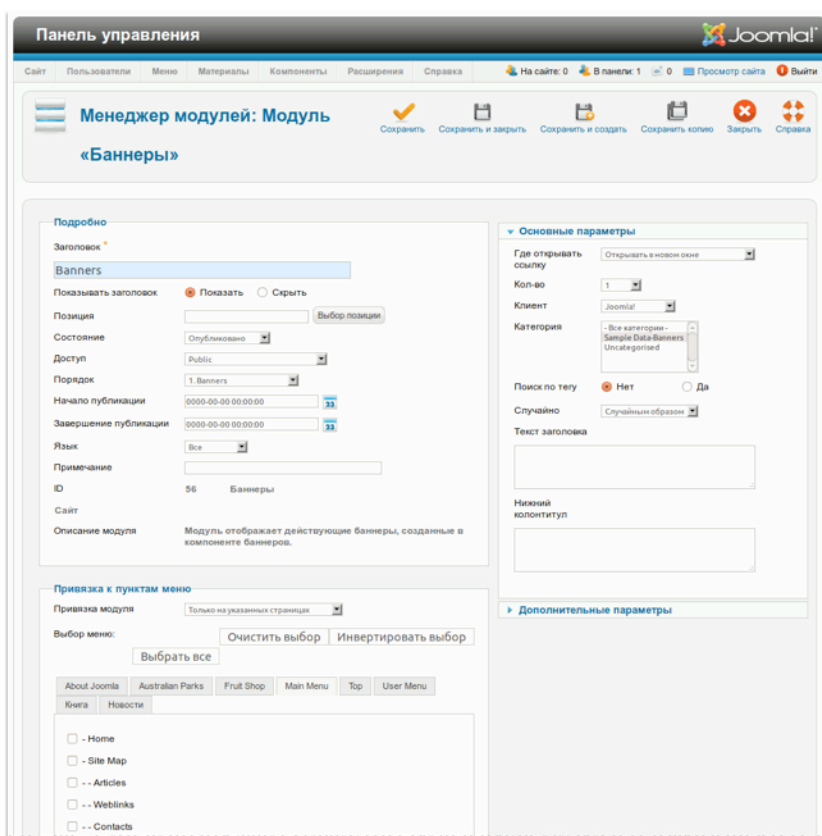 Панель управления
Joomla!
Сайт Пользователи Меню Материалы Компоненты Расширения Справка На сайте: 0 В панели: 1 0 Просмотр сайта Выйти
Менеджер модулей: Модуль
«Баннеры»
Сохранить Сохранить и закрыть Сохранить и создать Сохранить копию Закрыть Справка
Подробно
Заголовок *
Banners
Показывать заголовок Показать Скрыть
Позиция Выбор позиции
Состояние Опубликовано
Доступ Public
Порядок 1. Banners
Начало публикации 0000-00-00 00:00:00 23
Завершение публикации 0000-00-00 00:00:00 23
Язык Все
Примечание
ID 56 Баннеры
Сайт
Описание модуля Модуль отображает действующие баннеры, созданные в
компоненте баннеров.
Основные параметры
Где открывать
ссылку
Открывать в новом окне
Кол-во 1
Клиент Joomla!
Категория - Все категории -
Sample Data-Banners
Uncategorised
Поиск по тегу Нет Да
Случайно Случайным образом
Текст заголовка
Нижний
колонтитул
Дополнительные параметры
Привязка к пунктам меню
Привязка модуля Только на указанных страницах
Выбор меню: Очистить выбор Инвертировать выбор
Выбрать все
About Joomla Australian Parks Fruit Shop Main Menu Top User Menu
Книга Новости
- Home
- Site Map
- - Articles
- - Weblinks
- - Contacts